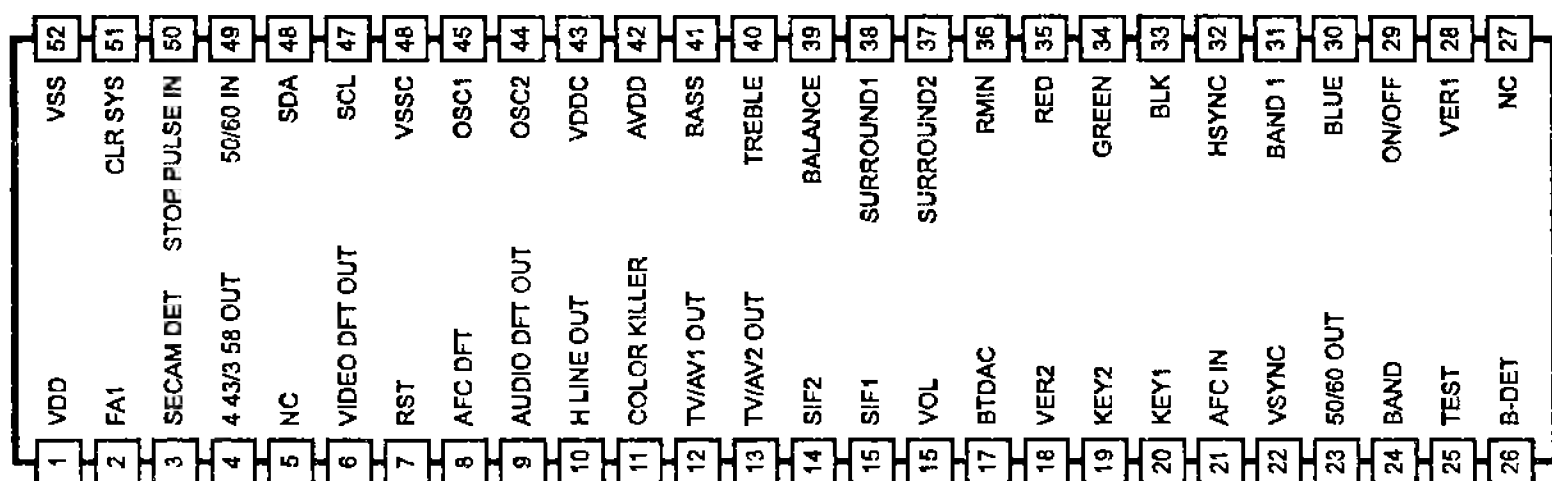 52 VSS
51 CLR SYS
50 STOP PULSE IN
49 50/60 IN
48 SDA
47 SCL
48 VSSC
45 OSC1
44 OSC2
43 VDDC
42 AVDD
41 BASS
40 TREBLE
39 BALANCE
38 SURROUND1
37 SURROUND2
36 RMIN
35 RED
34 GREEN
33 BLK
32 HSYNC
31 BAND 1
30 BLUE
29 ON/OFF
28 VER1
27 NC
1 VDD
2 FA1
3 SECAM DET
4 4 43/3 58 OUT
5 NC
6 VIDEO DFT OUT
7 RST
8 AFC DFT
9 AUDIO DFT OUT
10 H LINE OUT
11 COLOR KILLER
12 TV/AV1 OUT
13 TV/AV2 OUT
14 SIF2
15 SIF1
15 VOL
17 BTDAC
18 VER2
19 KEY2
20 KEY1
21 AFC IN
22 VSYNC
23 50/60 OUT
24 BAND
25 TEST
26 B-DET